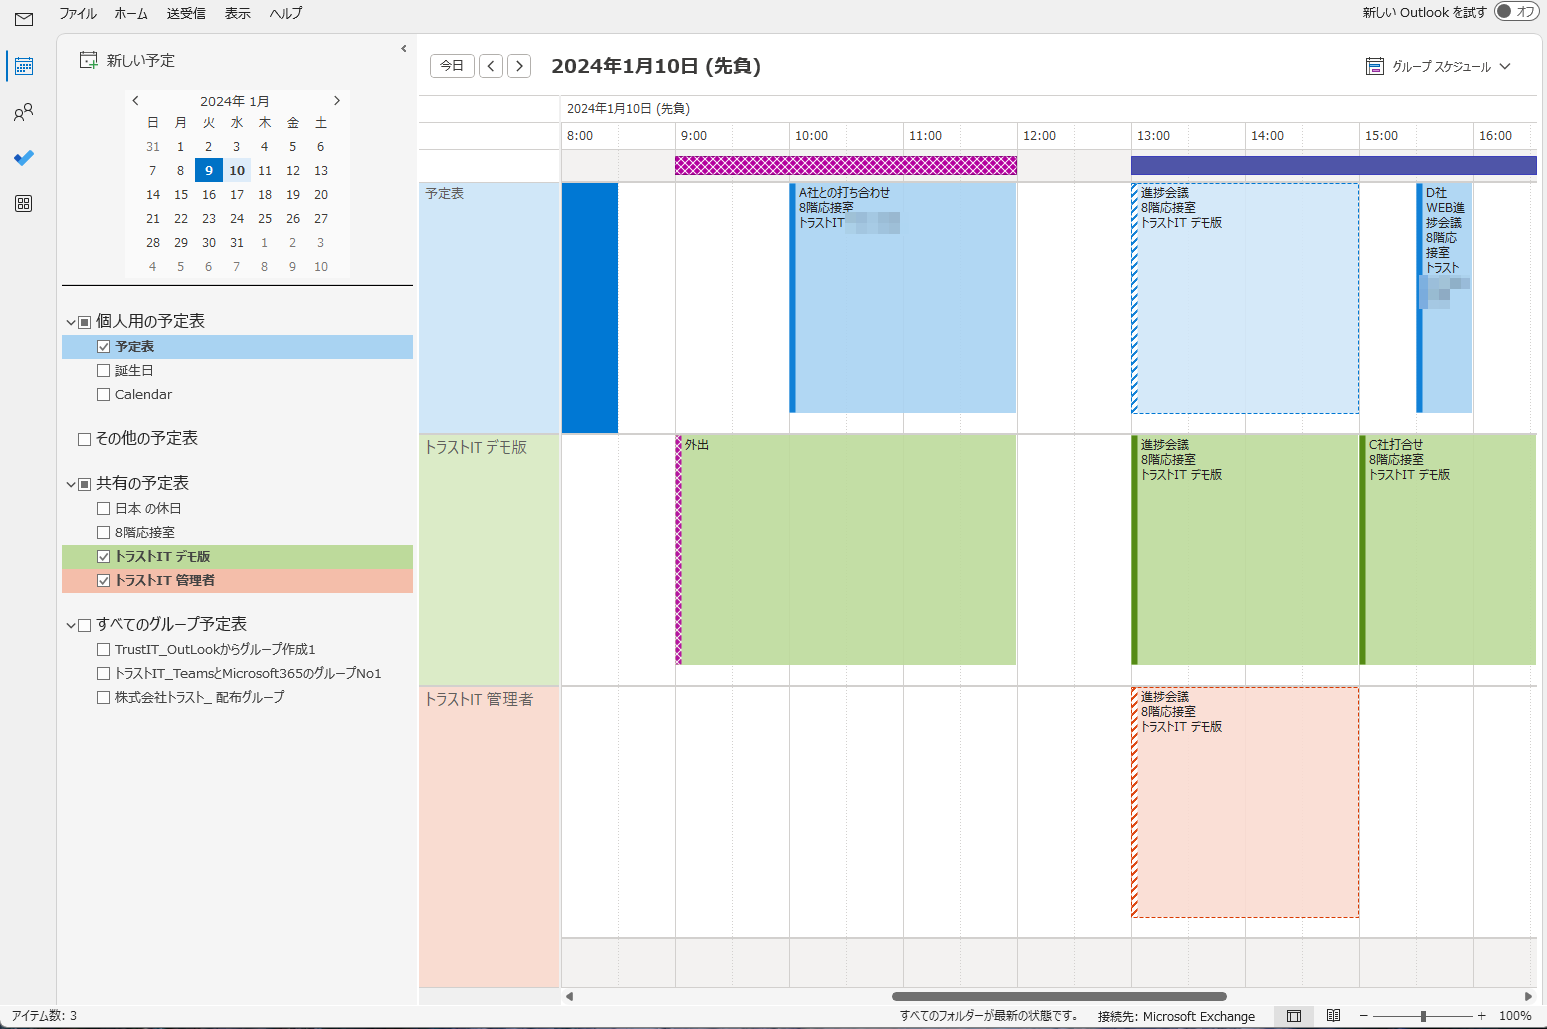 ファイル ホーム 送受信 表示 ヘルプ
新しい Outlook を試す オフ
新しい予定
2024年 1月
日 月 火 水 木 金 土
31 1 2 3 4 5 6
7 8 9 10 11 12 13
14 15 16 17 18 19 20
21 22 23 24 25 26 27
28 29 30 31 1 2 3
4 5 6 7 8 9 10
個人用の予定表
予定表
誕生日
Calendar
その他の予定表
共有の予定表
日本 の休日
8階応接室
トラストIT デモ版
トラストIT 管理者
すべてのグループ予定表
TrustIT_OutLookからグループ作成1
トラストIT_TeamsとMicrosoft365のグループNo1
株式会社トラスト_ 配布グループ
今日
2024年1月10日 (先負)
グループ スケジュール
2024年1月10日 (先負)
8:00 9:00 10:00 11:00 12:00 13:00 14:00 15:00 16:00
予定表
A社との打ち合わせ
8階応接室
トラストIT
進捗会議
8階応接室
トラストIT デモ版
D社
WEB進
捗会議
8階応
接室
トラスト
トラストIT デモ版
外出
進捗会議
8階応接室
トラストIT デモ版
C社打合せ
8階応接室
トラストIT デモ版
トラストIT 管理者
進捗会議
8階応接室
トラストIT デモ版
アイテム数: 3
すべてのフォルダーが最新の状態です。
接続先: Microsoft Exchange
100%